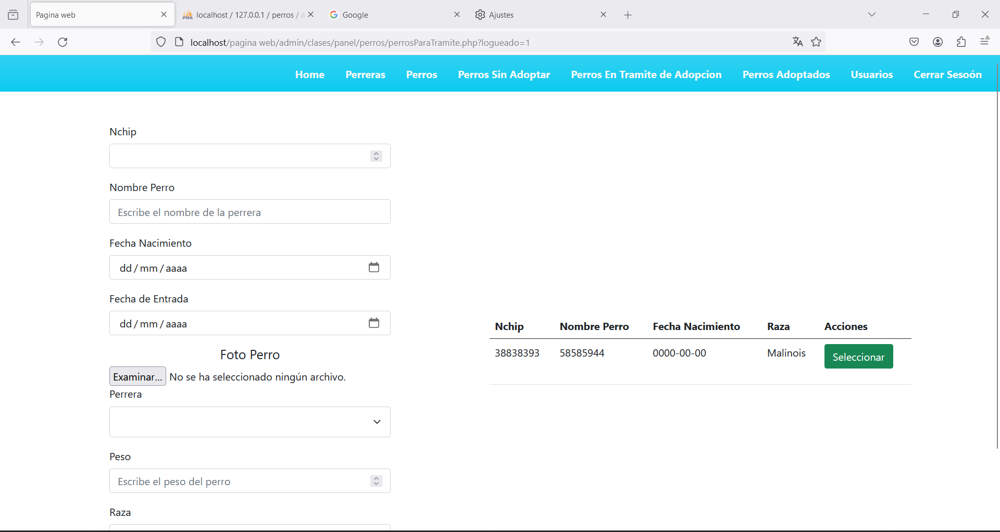 Pagina web
localhost / 127.0.0.1 / perros / a
Google
Ajustes
localhost/pagina web/admin/clases/panel/perros/perrosParaTramite.php?logueado=1
Home Perreras Perros Perros Sin Adoptar Perros En Tramite de Adopcion Perros Adoptados Usuarios Cerrar Sesoón
Nchip
Nombre Perro
Escribe el nombre de la perrera
Fecha Nacimiento
dd / mm / aaaa
Fecha de Entrada
dd / mm / aaaa
Foto Perro
Examinar... No se ha seleccionado ningún archivo.
Perrera
Peso
Escribe el peso del perro
Raza
Nchip Nombre Perro Fecha Nacimiento Raza Acciones
38838393 58585944 0000-00-00 Malinois Seleccionar